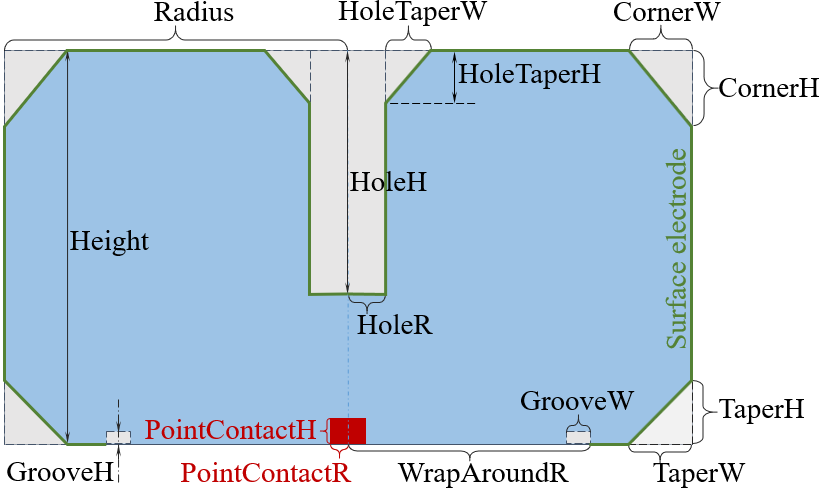 Radius
HoleTaperW
CornerW
HoleTaperH
CornerH
HoleH
Surface electrode
Height
HoleR
GrooveW
TaperH
PointContactH
GrooveH
PointContactR
WrapAroundR
TaperW